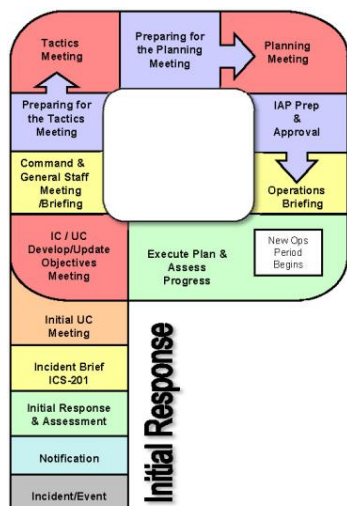 Tactics
Meeting
Preparing for
the Planning
Meeting
Planning
Meeting
Preparing for
the Tactics
Meeting
IAP Prep
&
Approval
Command &
General Staff
Meeting
/Briefing
Operations
Briefing
IC / UC
Develop/Update
Objectives
Meeting
Execute Plan &
Assess
Progress
New Ops
Period
Begins
Initial UC
Meeting
Incident Brief
ICS-201
Initial Response
& Assessment
Notification
Incident/Event
Initial Response